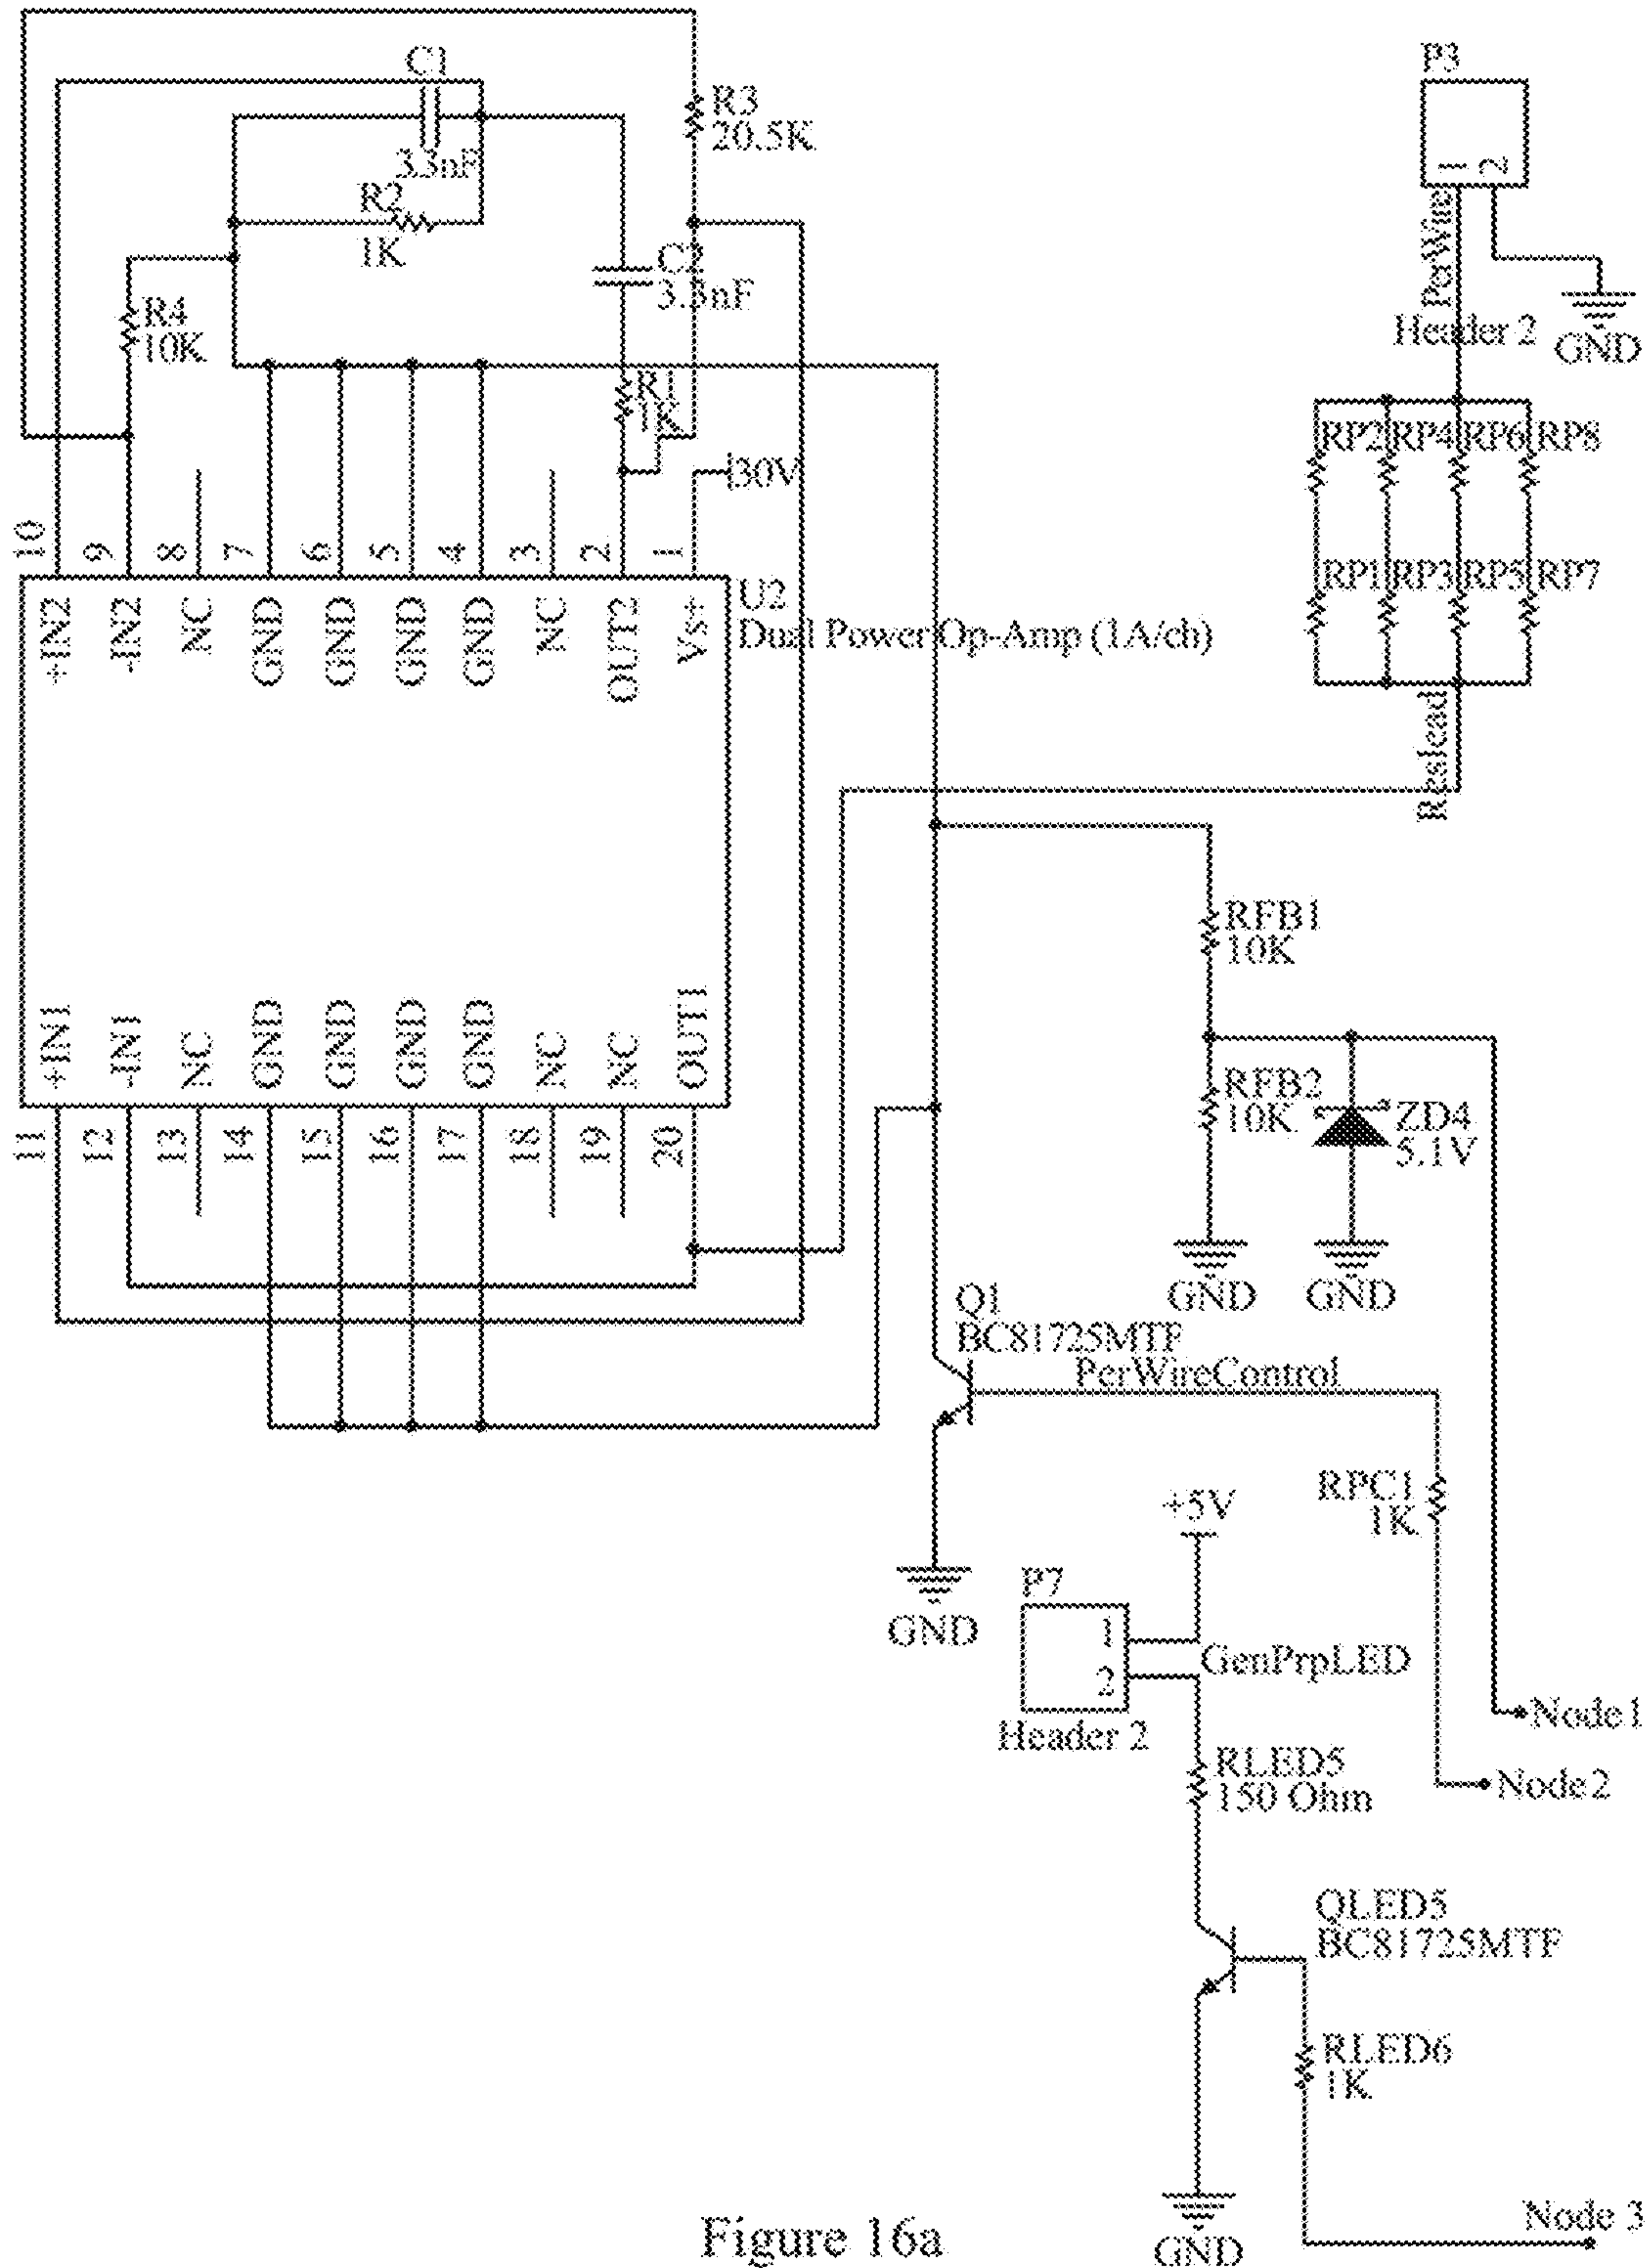 C1
3.3nF
R3
20.5K
P3
1
2
R2
1K
C2
3.3nF
PerWire
Header 2
GND
R4
10K
R1
1K
30V
RP2
RP4
RP6
RP8
10
9
8
7
6
5
4
3
2
1
RP1
RP3
RP5
RP7
+IN2
-IN2
NC
GND
GND
GND
GND
NC
OUT2
Vs+
U2
Dual Power Op-Amp (1A/ch)
Reslead
RFB1
10K
+IN1
-IN1
NC
GND
GND
GND
GND
NC
NC
OUT1
RFB2
10K
ZD4
5.1V
11
12
13
14
15
16
17
18
19
20
GND
GND
Q1
BC81725MTF
PerWireControl
RPC1
1K
+5V
P7
1
2
GenPrpLED
GND
Header 2
Node1
RLED5
150 Ohm
Node2
QLED5
BC81725MTF
RLED6
1K
Node 3
GND
Figure 16a